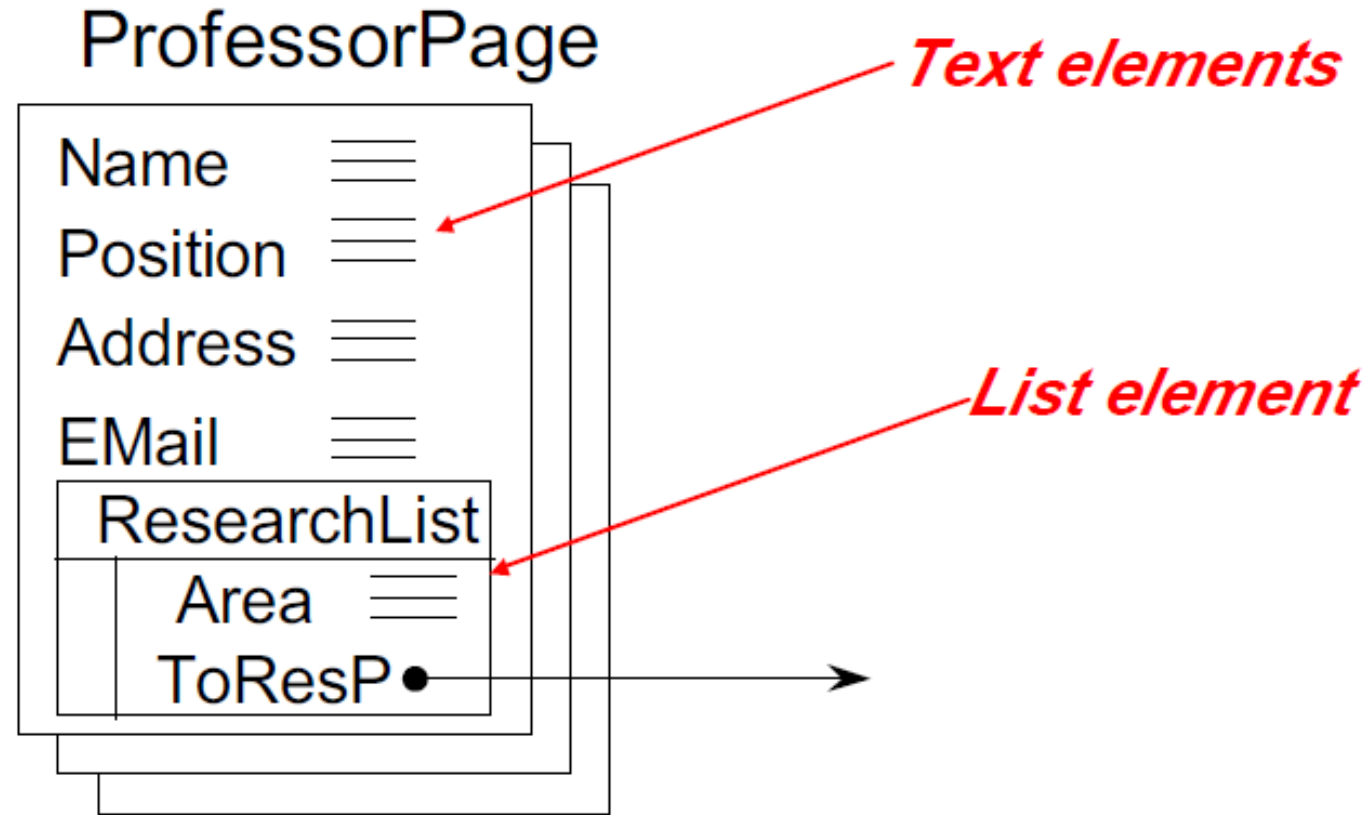 ProfessorPage
Text elements
Name
Position
Address
EMail
List element
ResearchList
Area
ToResP